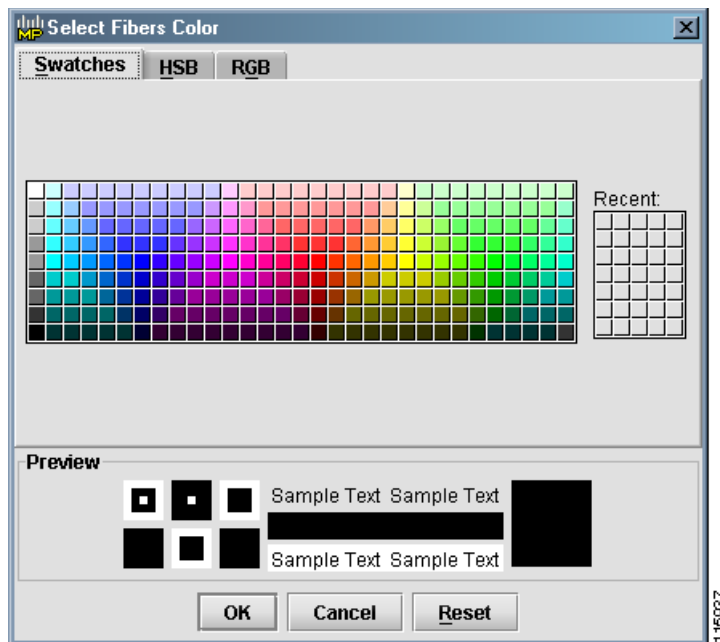 MP Select Fibers Color
Swatches HSB RGB
Recent:
Preview
Sample Text Sample Text
Sample Text Sample Text
OK Cancel Reset